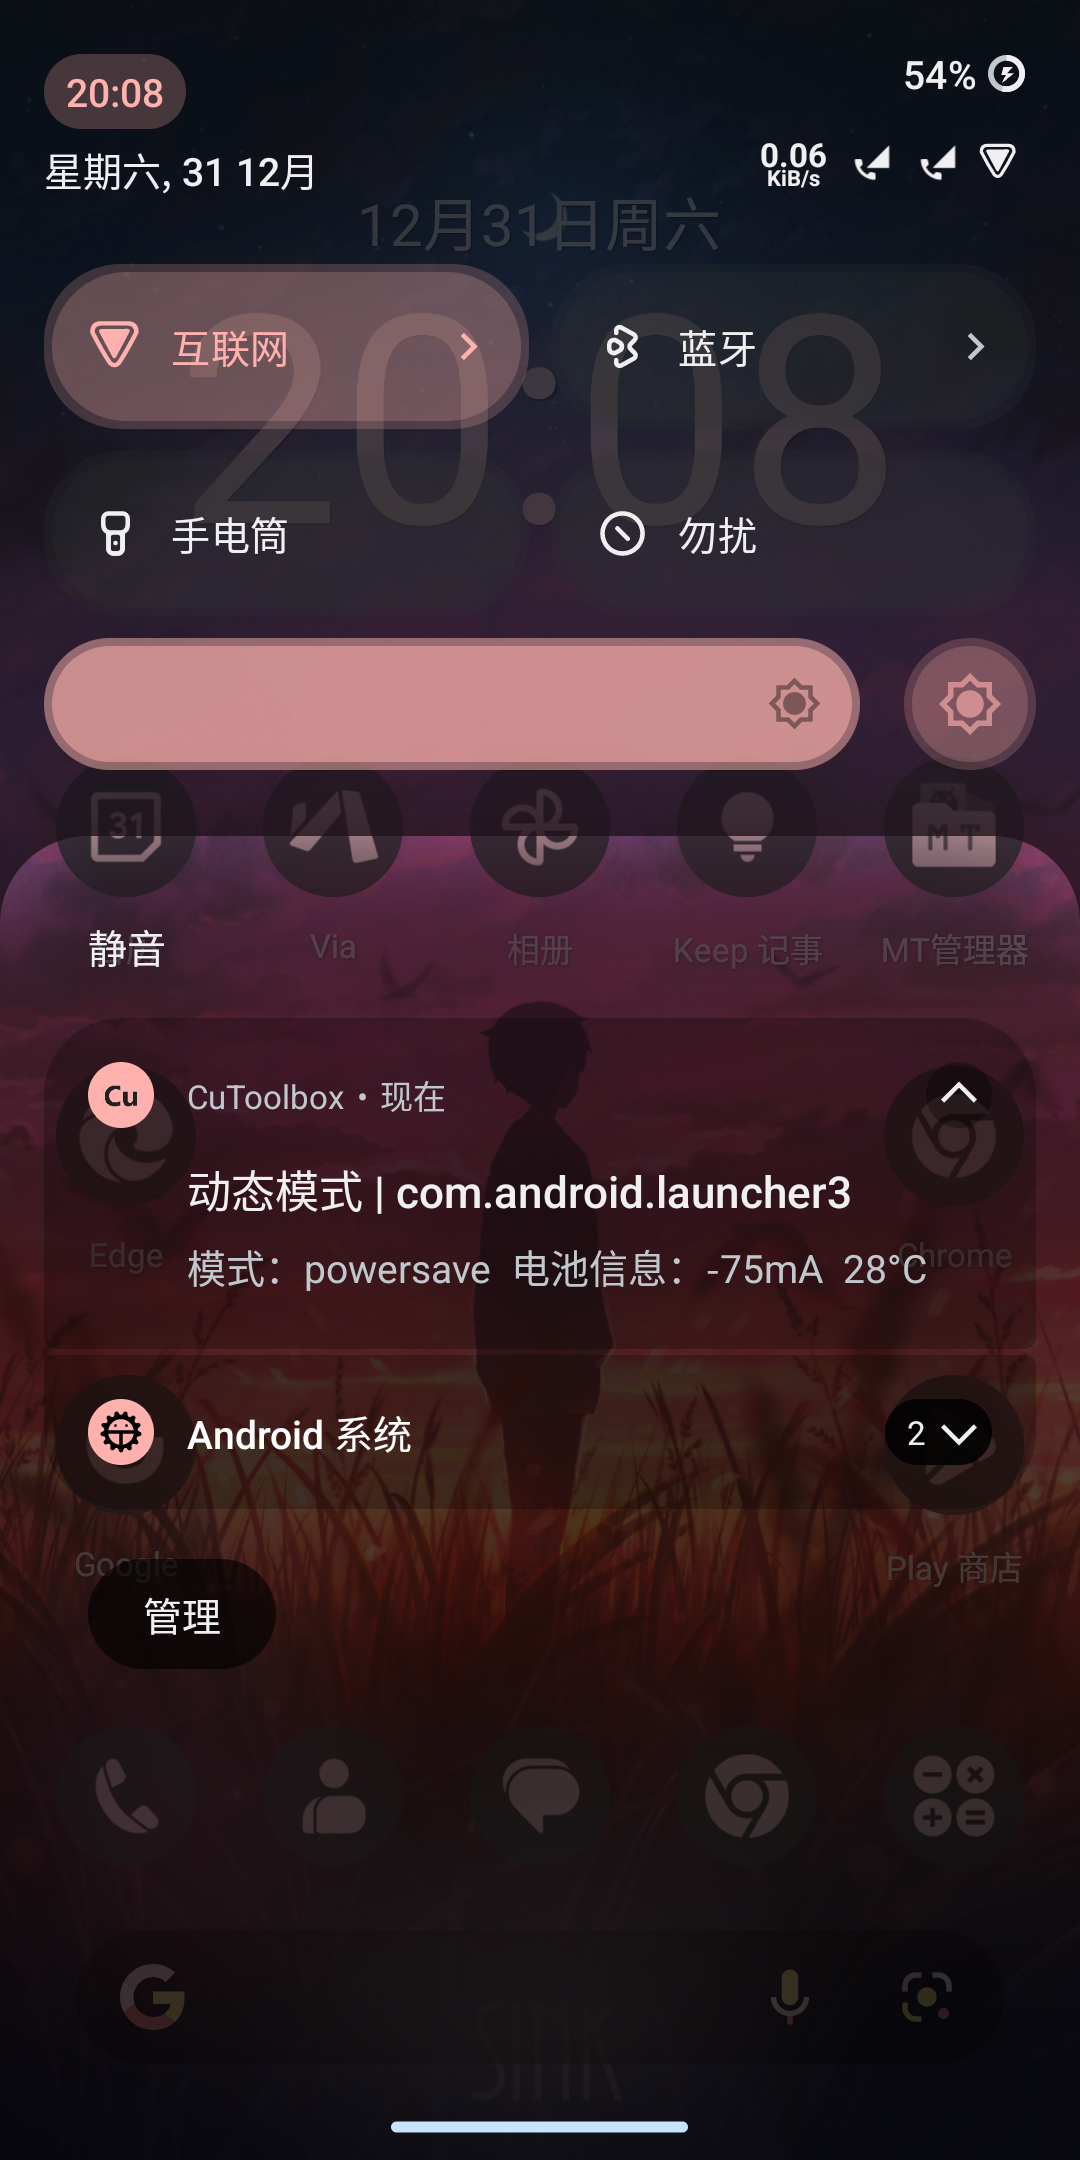 20:08
54%
星期六, 31 12月
0.06
KiB/s
12月31日周六
20:08
互联网
蓝牙
手电筒
勿扰
31
MT
静音
Via
相册
Keep 记事
MT管理器
Cu
CuToolbox • 现在
动态模式 | com.android.launcher3
模式：powersave 电池信息：-75mA 28°C
Edge
Chrome
Android 系统
2
Google
Play 商店
管理
SINK